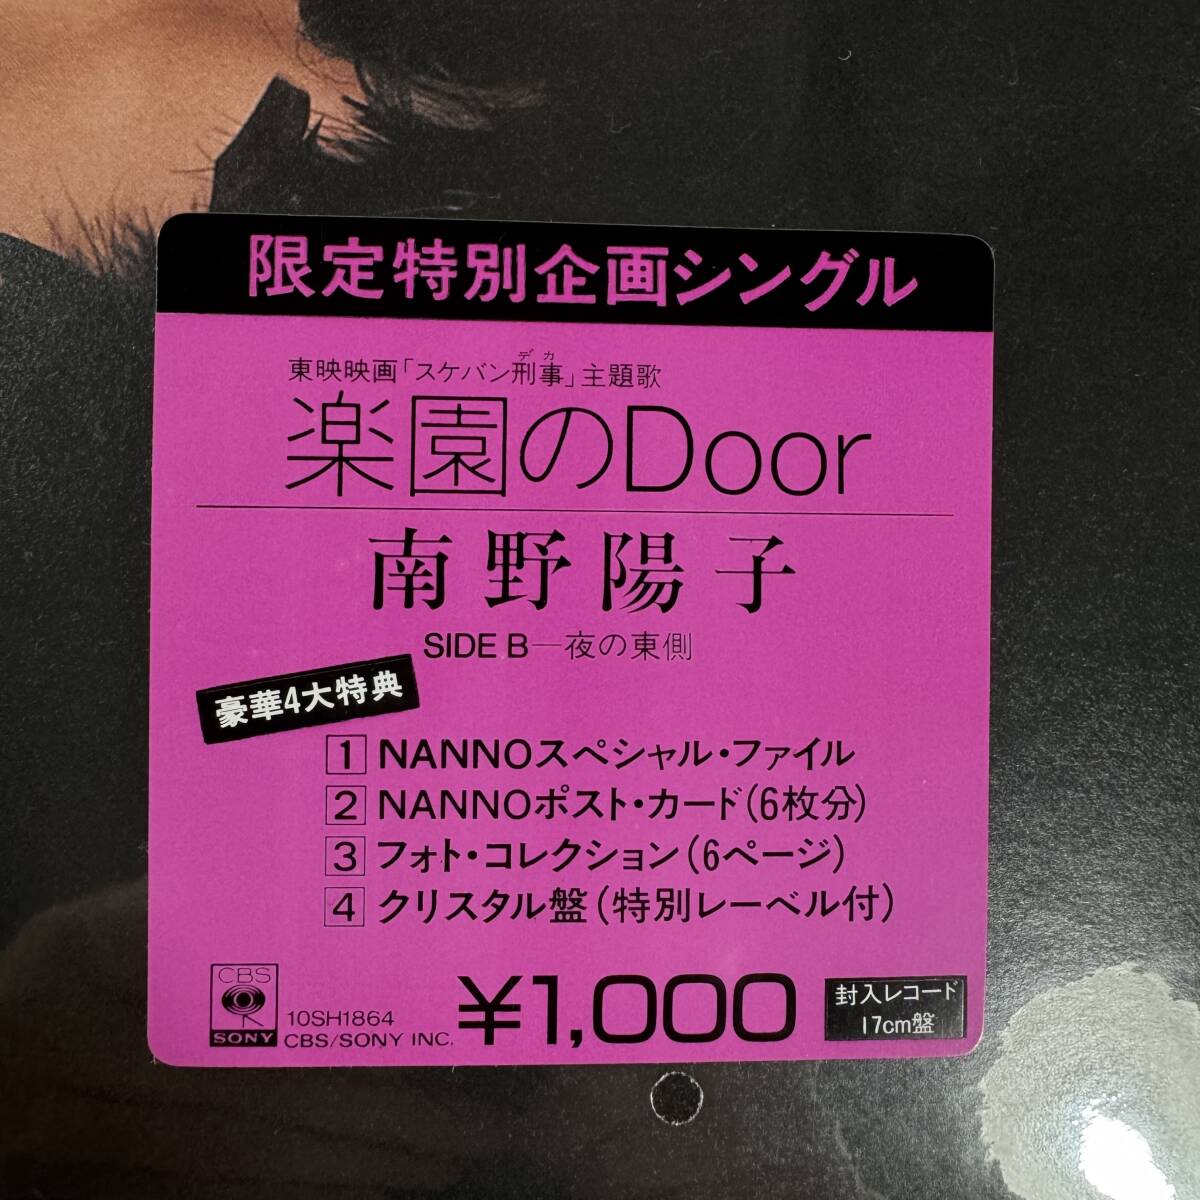 限定特別企画シングル
デカ
東映映画「スケバン刑事」主題歌
楽園のDoor
南野陽子
SIDE B—夜の東側
豪華4大特典
1 NANNOスペシャル・ファイル
2 NANNOポスト・カード(6枚分)
3 フォト・コレクション(6ページ)
4 クリスタル盤(特別レーベル付)
CBS
SONY
10SH1864
CBS/SONY INC.
¥1,000
封入レコード
17cm盤